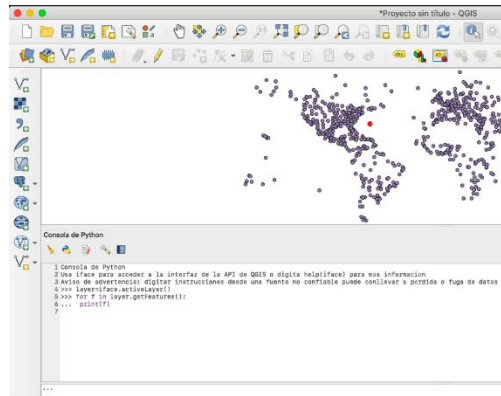 *Proyecto sin título - QGIS
abc
Consola de Python
1 Consola de Python
2 Usa iface para acceder a la interfaz de la API de QGIS o digita help(iface) para mas informacion
3 Aviso de advertencia: digitar instrucciones desde una fuente no confiable puede conllevar a perdida o fuga de datos
4 >>> layer=iface.activeLayer()
5 >>> for f in layer.getFeatures():
6 ... print(f)
7
...